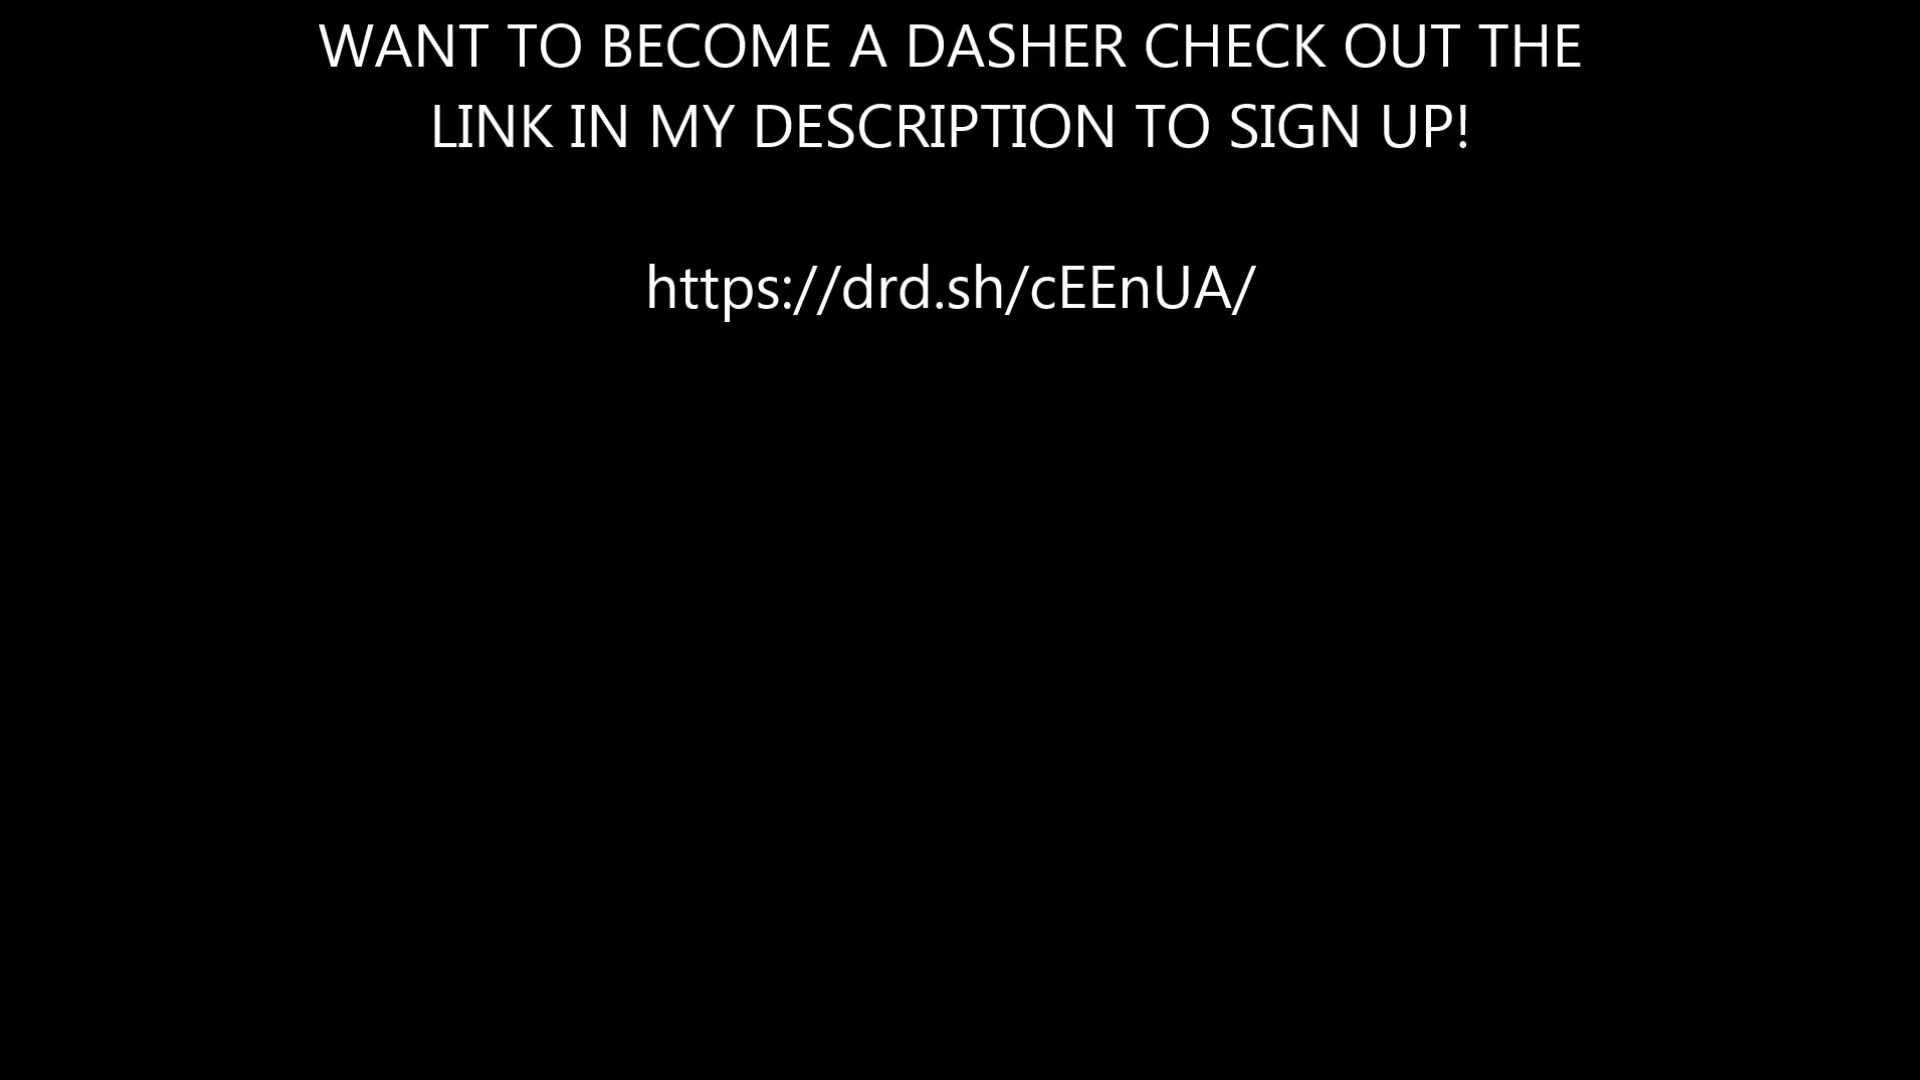 WANT TO BECOME A DASHER CHECK OUT THE
LINK IN MY DESCRIPTION TO SIGN UP!
https://drd.sh/cEEnUA/